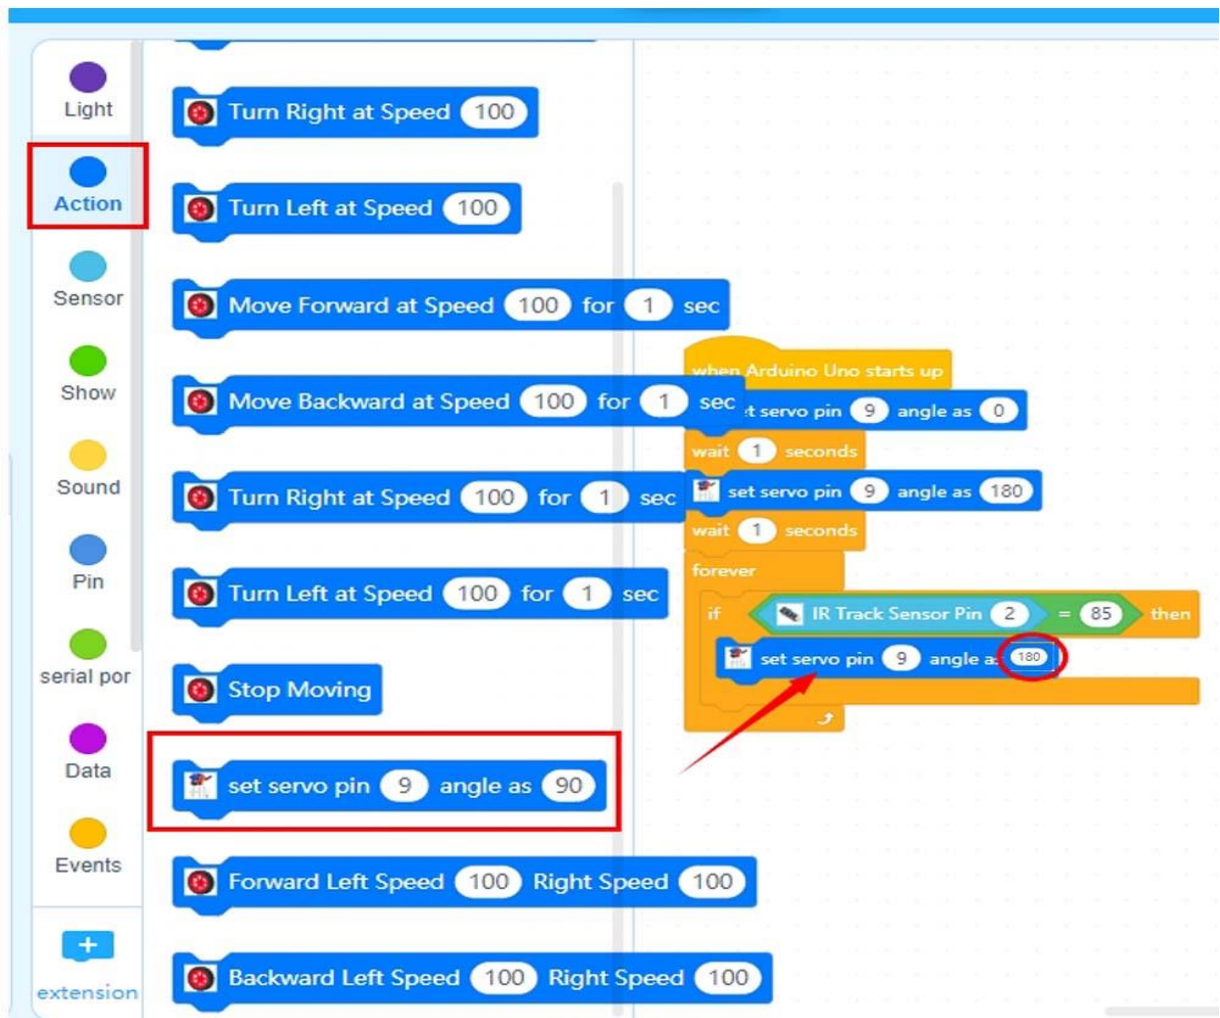 Light
Action
Sensor
Show
Sound
Pin
serial por
Data
Events
extension
Turn Right at Speed 100
Turn Left at Speed 100
Move Forward at Speed 100 for 1 sec
Move Backward at Speed 100 for 1 sec
Turn Right at Speed 100 for 1 sec
Turn Left at Speed 100 for 1 sec
Stop Moving
set servo pin 9 angle as 90
Forward Left Speed 100 Right Speed 100
Backward Left Speed 100 Right Speed 100
when Arduino Uno starts up
t servo pin 9 angle as 0
wait 1 seconds
set servo pin 9 angle as 180
wait 1 seconds
forever
if IR Track Sensor Pin 2 = 85 then
set servo pin 9 angle as 180